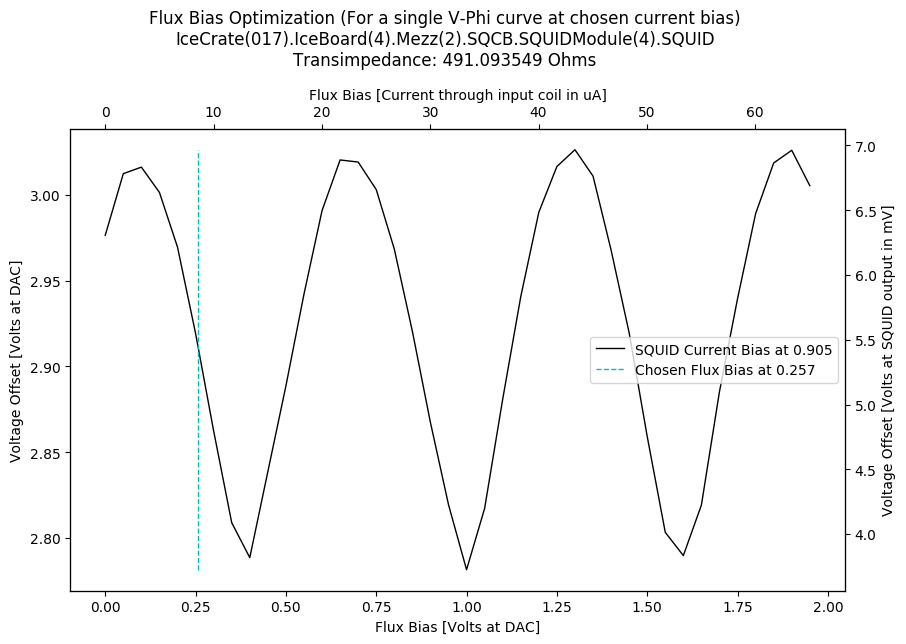 Flux Bias Optimization (For a single V-Phi curve at chosen current bias)
IceCrate(017).IceBoard(4).Mezz(2).SQCB.SQUIDModule(4).SQUID
Transimpedance: 491.093549 Ohms
Flux Bias [Current through input coil in uA]
0 10 20 30 40 50 60
Voltage Offset [Volts at DAC]
3.00
2.95
2.90
2.85
2.80
7.0
6.5
6.0
5.5
5.0
4.5
4.0
Voltage Offset [Volts at SQUID output in mV]
SQUID Current Bias at 0.905
Chosen Flux Bias at 0.257
0.00 0.25 0.50 0.75 1.00 1.25 1.50 1.75 2.00
Flux Bias [Volts at DAC]